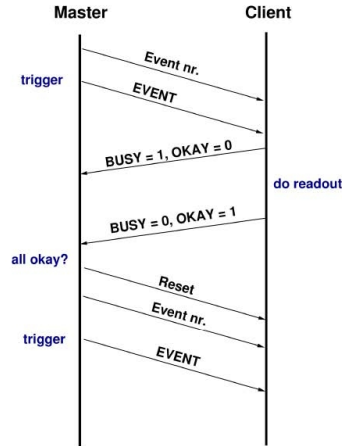 Master
Client
Event nr.
trigger
EVENT
BUSY = 1, OKAY = 0
do readout
BUSY = 0, OKAY = 1
all okay?
Reset
Event nr.
trigger
EVENT